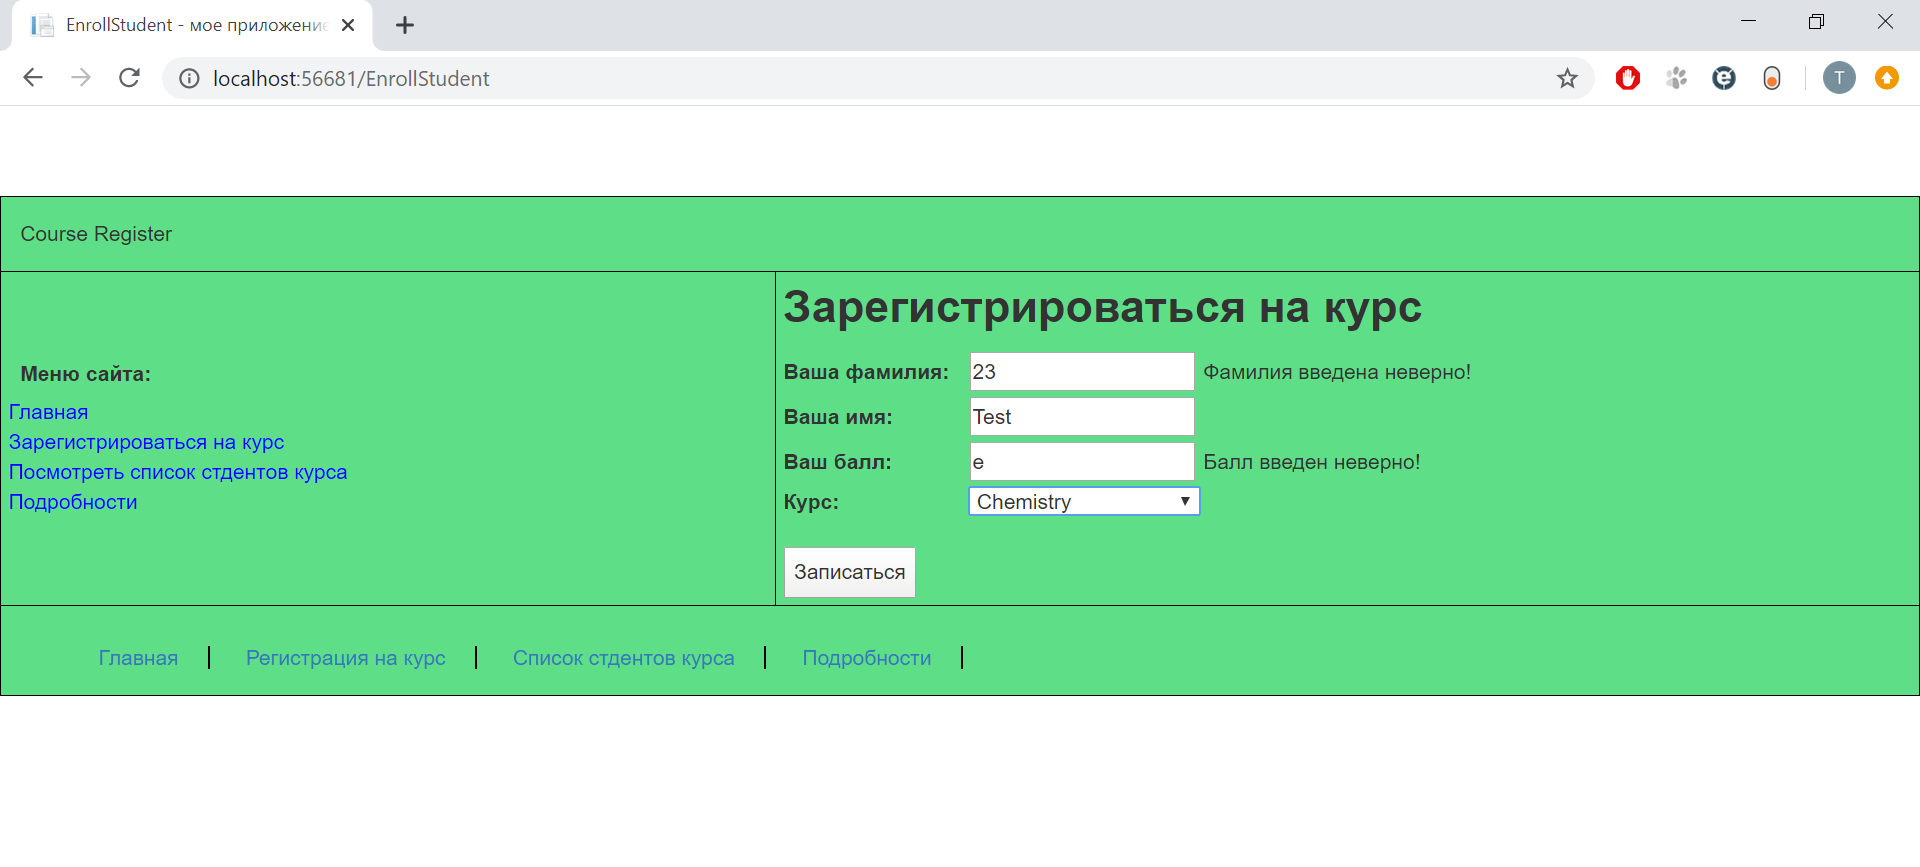 EnrollStudent - мое приложение
localhost:56681/EnrollStudent
T
Course Register
Меню сайта:
Главная
Зарегистрироваться на курс
Посмотреть список стдентов курса
Подробности
Зарегистрироваться на курс
Ваша фамилия: 23 Фамилия введена неверно!
Ваша имя: Test
Ваш балл: e Балл введен неверно!
Курс: Chemistry
Записаться
Главная | Регистрация на курс | Список стдентов курса | Подробности |